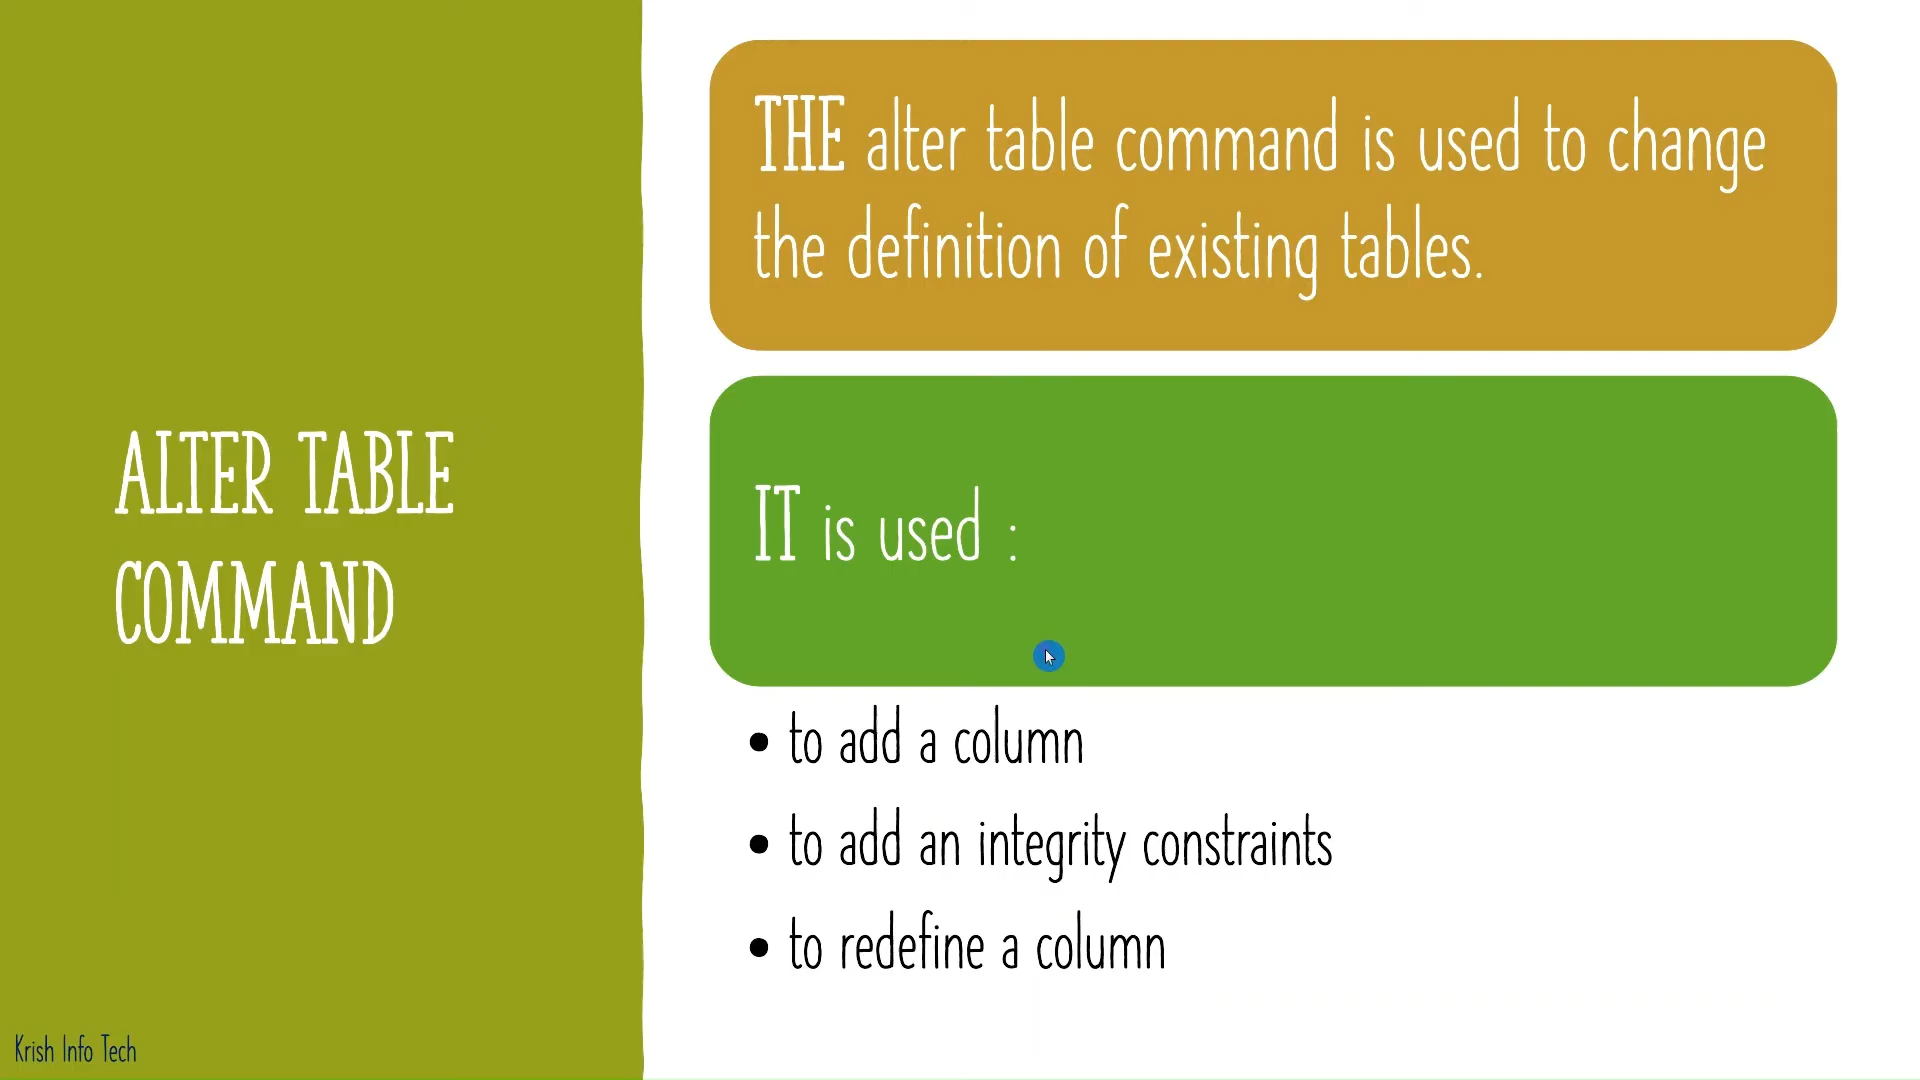 ALTER TABLE
COMMAND
THE alter table command is used to change
the definition of existing tables.
IT is used :
• to add a column
• to add an integrity constraints
• to redefine a column
Krish Info Tech